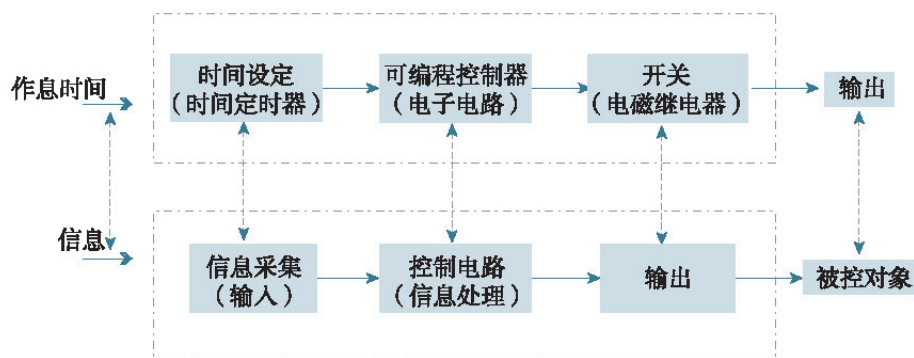 作息时间
时间设定
（时间定时器）
可编程控制器
（电子电路）
开关
（电磁继电器）
输出
信息
信息采集
（输入）
控制电路
（信息处理）
输出
被控对象